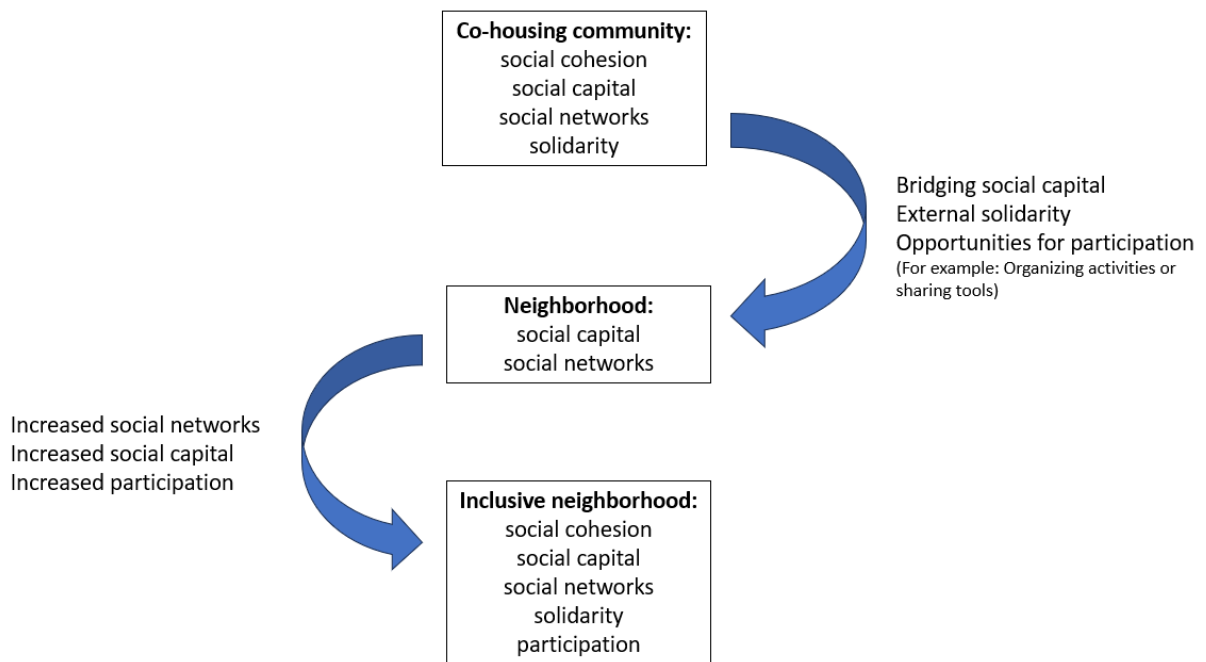 Co-housing community:
social cohesion
social capital
social networks
solidarity
Bridging social capital
External solidarity
Opportunities for participation
(For example: Organizing activities or
sharing tools)
Neighborhood:
social capital
social networks
Increased social networks
Increased social capital
Increased participation
Inclusive neighborhood:
social cohesion
social capital
social networks
solidarity
participation